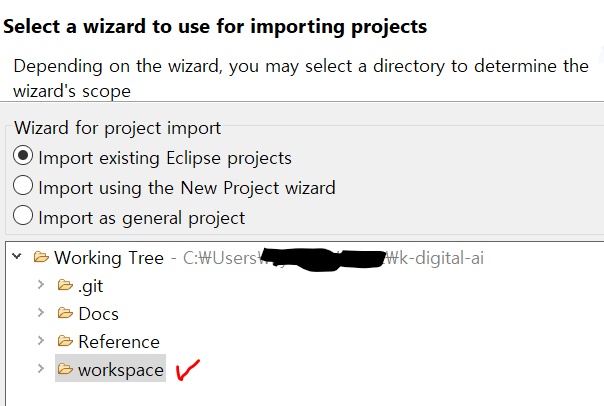 Select a wizard to use for importing projects
Depending on the wizard, you may select a directory to determine the
wizard's scope
Wizard for project import
Import existing Eclipse projects
Import using the New Project wizard
Import as general project
Working Tree - C:₩Users₩k-digital-ai
.git
Docs
Reference
workspace